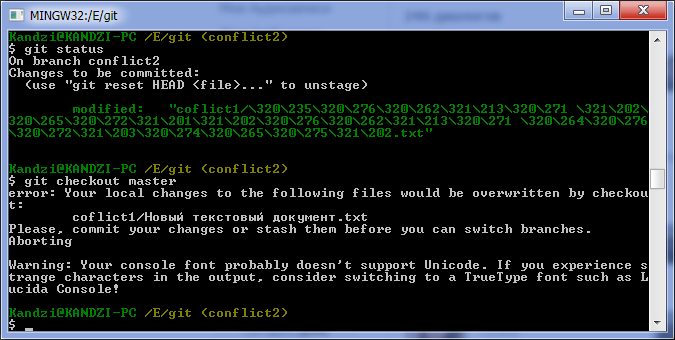 MINGW32:/E/git
Kandzi@KANDZI-PC /E/git (conflict2)
$ git status
On branch conflict2
Changes to be committed:
  (use "git reset HEAD <file>..." to unstage)
        modified:   "coflict1/\320\235\320\276\320\262\321\213\320\271 \321\202\
320\265\320\272\321\201\321\202\320\276\320\262\321\213\320\271 \320\264\320\276
\320\272\321\203\320\274\320\265\320\275\321\202.txt"
Kandzi@KANDZI-PC /E/git (conflict2)
$ git checkout master
error: Your local changes to the following files would be overwritten by checkou
t:
        coflict1/Новый текстовый документ.txt
Please, commit your changes or stash them before you can switch branches.
Aborting
Warning: Your console font probably doesn't support Unicode. If you experience s
trange characters in the output, consider switching to a TrueType font such as L
ucida Console!
Kandzi@KANDZI-PC /E/git (conflict2)
$